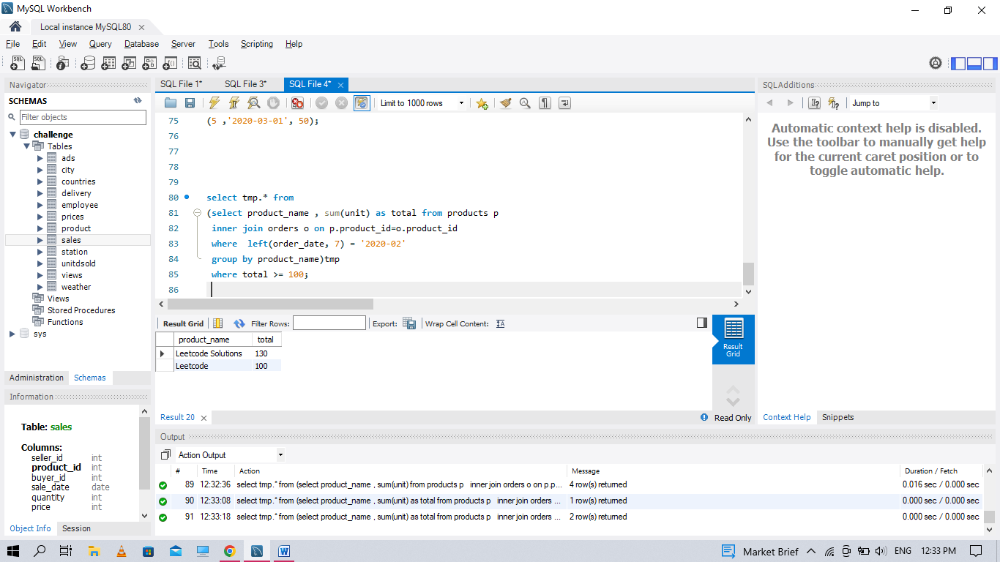 MySQL Workbench
Local instance MySQL80
File Edit View Query Database Server Tools Scripting Help
Navigator
SCHEMAS
Filter objects
challenge
Tables
ads
city
countries
delivery
employee
prices
product
sales
station
unitdsold
views
weather
Views
Stored Procedures
Functions
sys
Administration Schemas
Information
Table: sales
Columns:
seller_id int
product_id int
buyer_id int
sale_date date
quantity int
price int
Object Info Session
SQL File 1* SQL File 3* SQL File 4*
Limit to 1000 rows
75 (5 ,'2020-03-01', 50);
76
77
78
79
80 select tmp.* from
81 (select product_name , sum(unit) as total from products p
82 inner join orders o on p.product_id=o.product_id
83 where left(order_date, 7) = '2020-02'
84 group by product_name)tmp
85 where total >= 100;
86
Result Grid Filter Rows: Export: Wrap Cell Content:
product_name total
Leetcode Solutions 130
Leetcode 100
Result Grid
Result 20
Read Only
SQLAdditions
Jump to
Automatic context help is disabled.
Use the toolbar to manually get help
for the current caret position or to
toggle automatic help.
Context Help Snippets
Output
Action Output
# Time Action Message Duration / Fetch
89 12:32:36 select tmp.* from (select product_name , sum(unit) from products p inner join orders o on p.p... 4 row(s) returned 0.016 sec / 0.000 sec
90 12:33:08 select tmp.* from (select product_name , sum(unit) as total from products p inner join orders ... 1 row(s) returned 0.000 sec / 0.000 sec
91 12:33:18 select tmp.* from (select product_name , sum(unit) as total from products p inner join orders ... 2 row(s) returned 0.000 sec / 0.000 sec
Market Brief ENG 12:33 PM